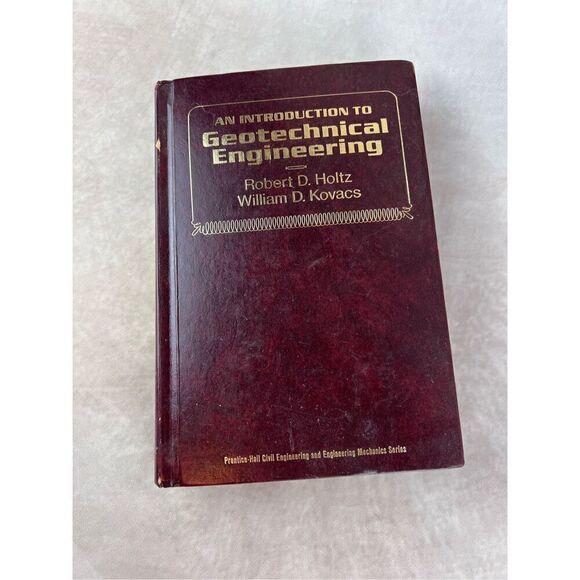 AN INTRODUCTION TO
Geotechnical
Engineering
Robert D. Holtz
William D. Kovacs
Prentice-Hall Civil Engineering and Engineering Mechanics Series